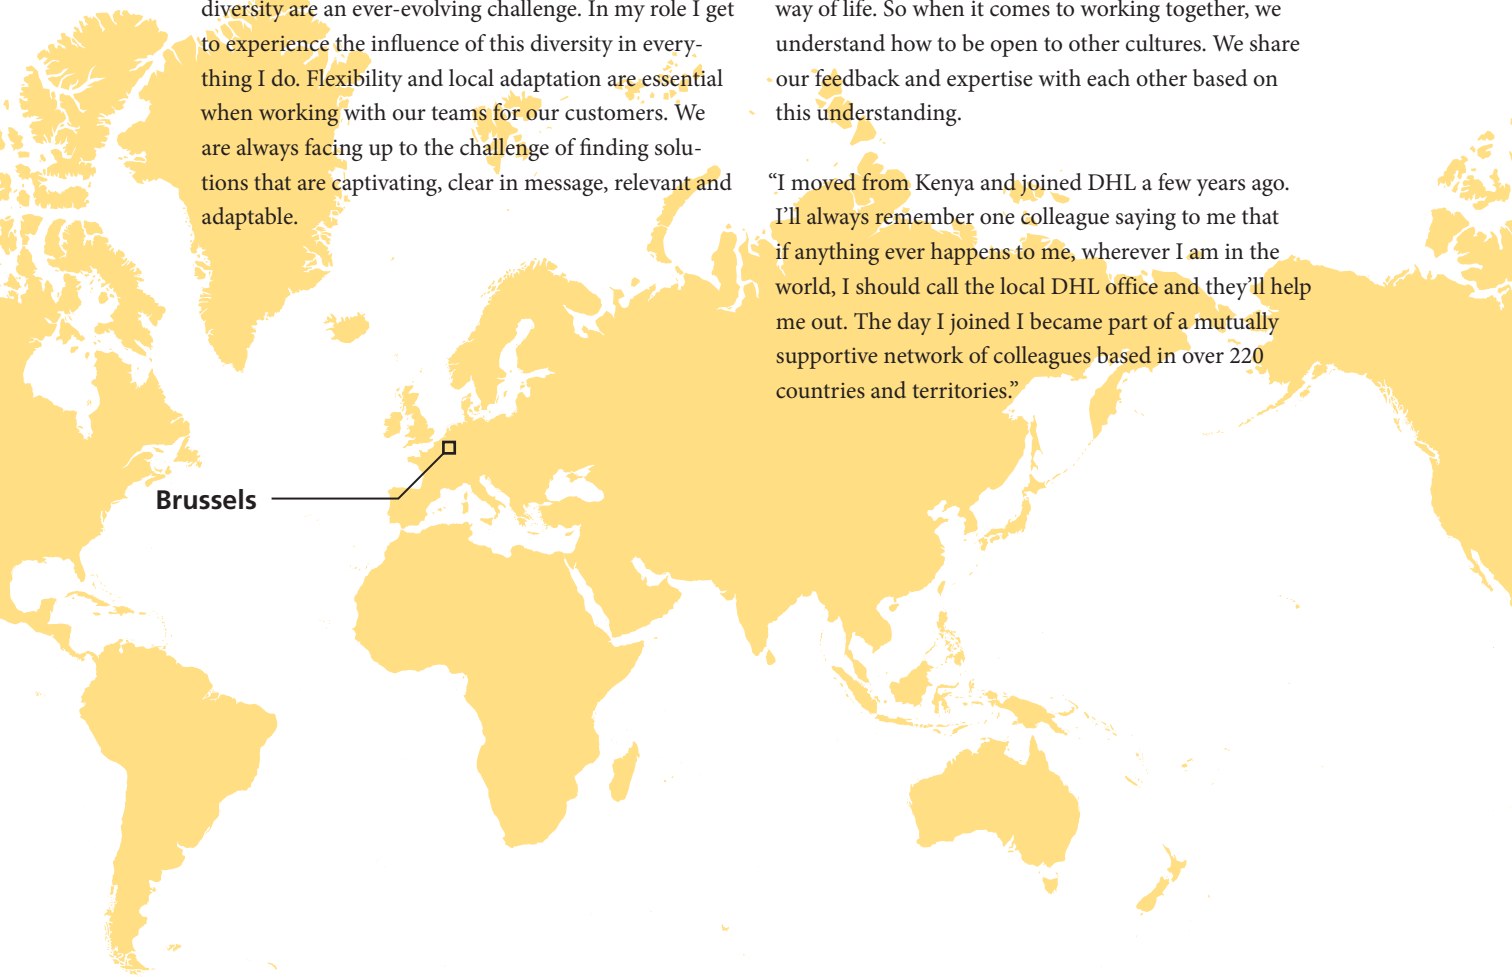 diversity are an ever-evolving challenge. In my role I get
to experience the influence of this diversity in every-
thing I do. Flexibility and local adaptation are essential
when working with our teams for our customers. We
are always facing up to the challenge of finding solu-
tions that are captivating, clear in message, relevant and
adaptable.
way of life. So when it comes to working together, we
understand how to be open to other cultures. We share
our feedback and expertise with each other based on
this understanding.
“I moved from Kenya and joined DHL a few years ago.
I’ll always remember one colleague saying to me that
if anything ever happens to me, wherever I am in the
world, I should call the local DHL office and they’ll help
me out. The day I joined I became part of a mutually
supportive network of colleagues based in over 220
countries and territories.”
Brussels